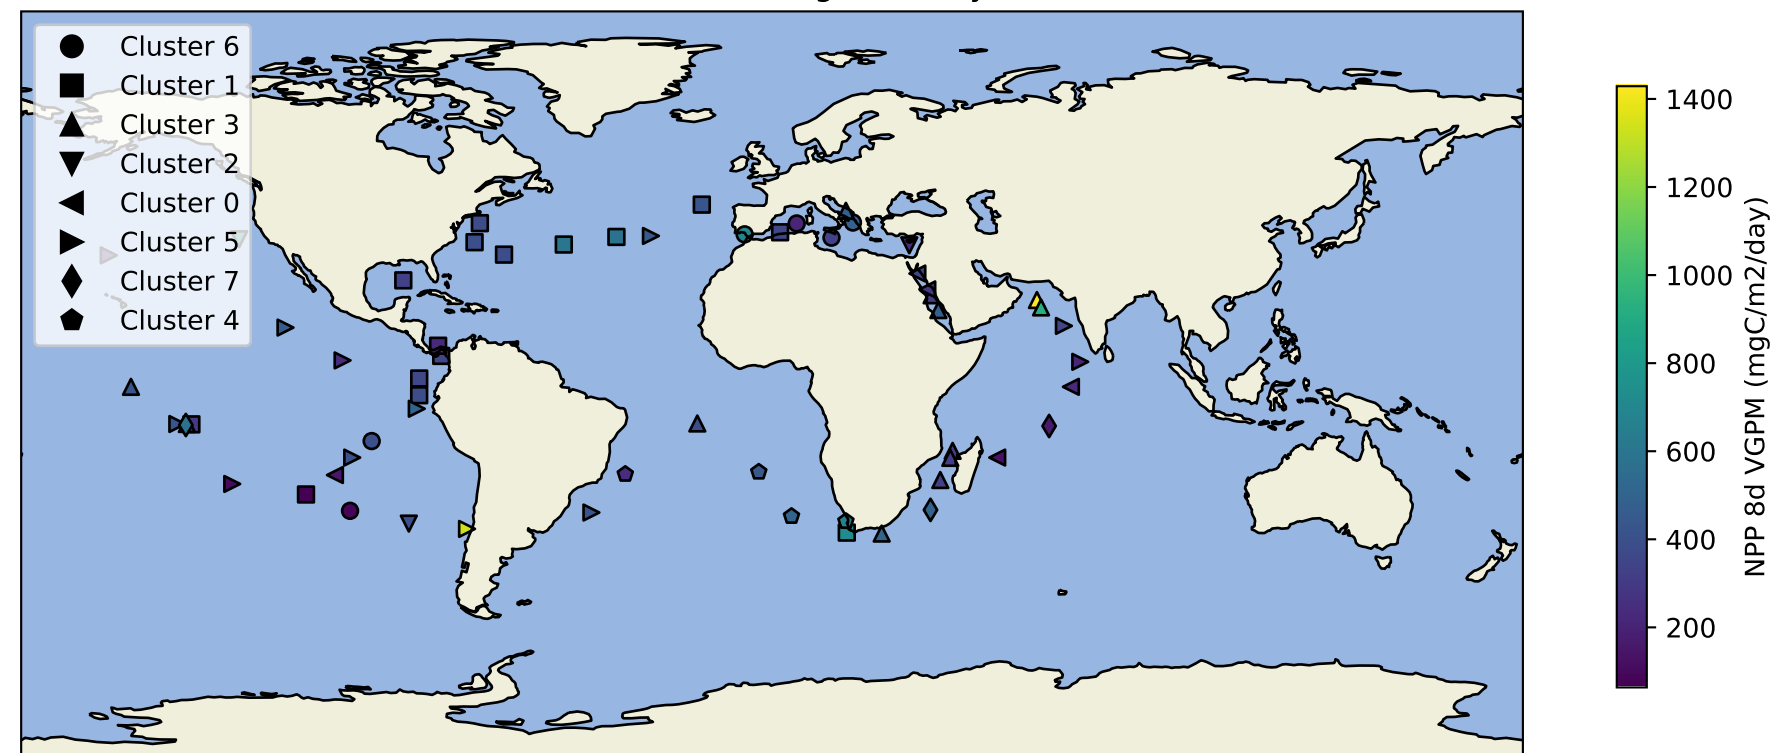 Cluster 6
Cluster 1
Cluster 3
Cluster 2
Cluster 0
Cluster 5
Cluster 7
Cluster 4
1400
1200
1000
800
600
400
200
NPP 8d VGPM (mgC/m2/day)